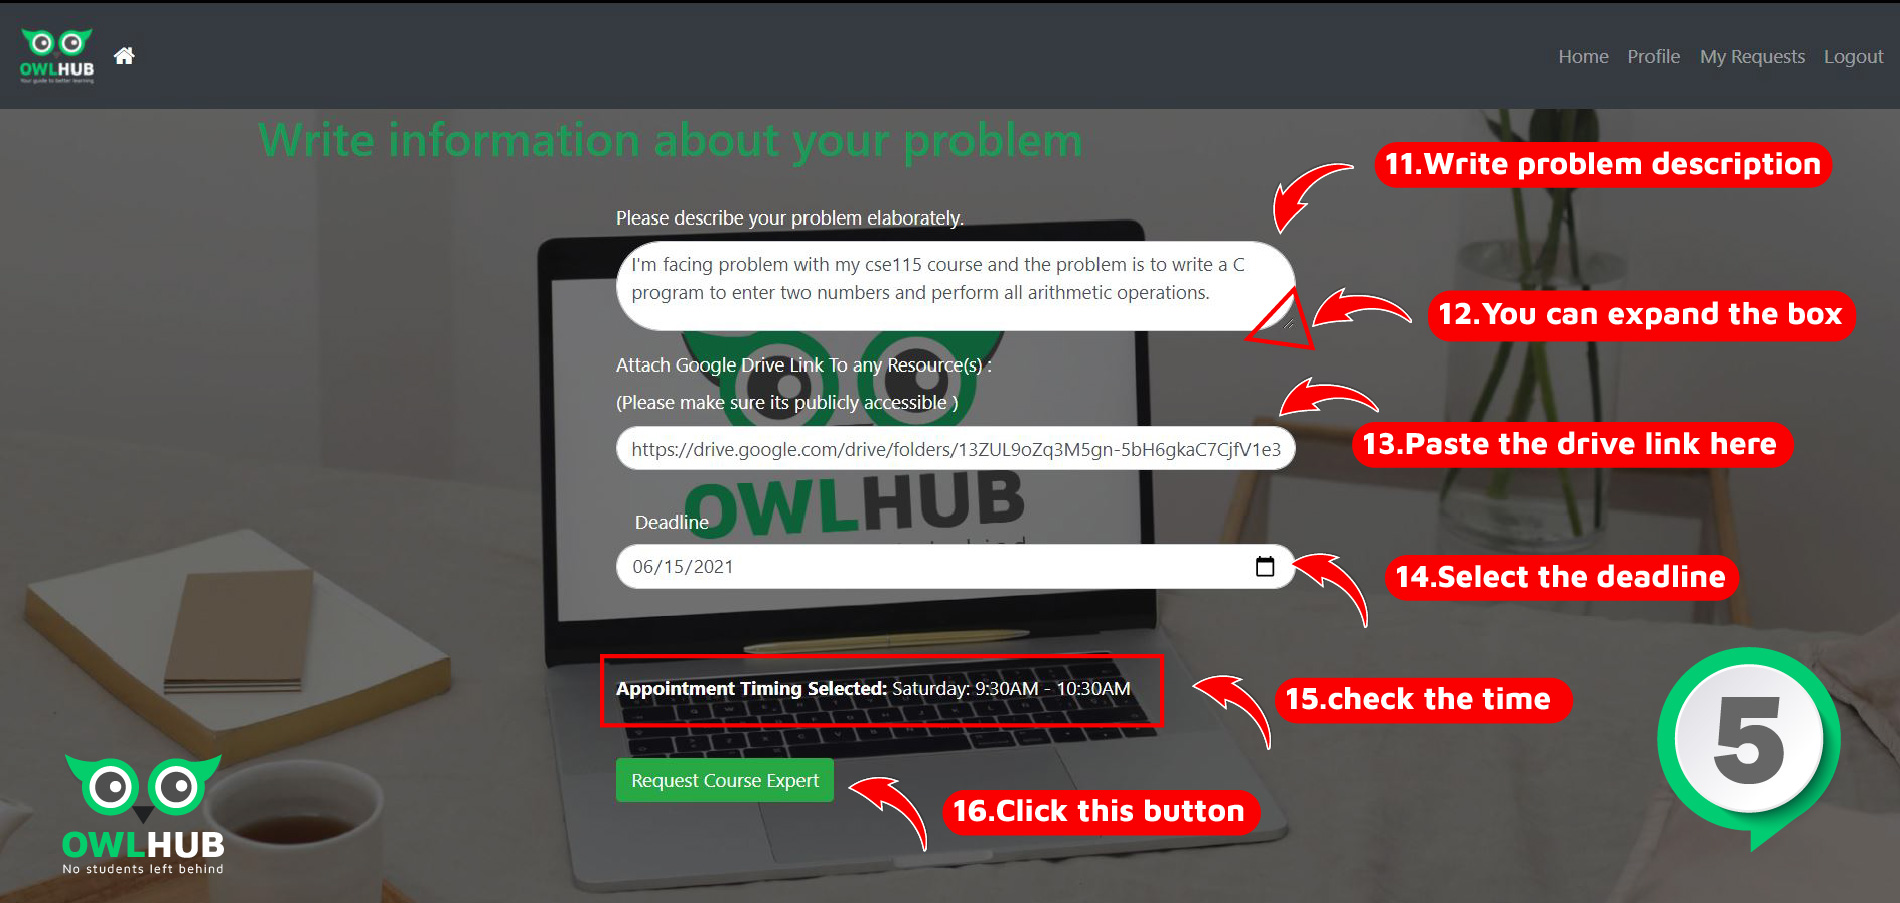 OWLHUB
Your guide to better learning
Home Profile My Requests Logout
Write information about your problem
11.Write problem description
Please describe your problem elaborately.
I'm facing problem with my cse115 course and the problem is to write a C
program to enter two numbers and perform all arithmetic operations.
12.You can expand the box
Attach Google Drive Link To any Resource(s) :
(Please make sure its publicly accessible )
https://drive.google.com/drive/folders/13ZUL9oZq3M5gn-5bH6gkaC7CjfV1e3
13.Paste the drive link here
OWLHUB
Deadline
06/15/2021
14.Select the deadline
Appointment Timing Selected: Saturday: 9:30AM - 10:30AM
15.check the time
5
Request Course Expert
16.Click this button
OWLHUB
No students left behind